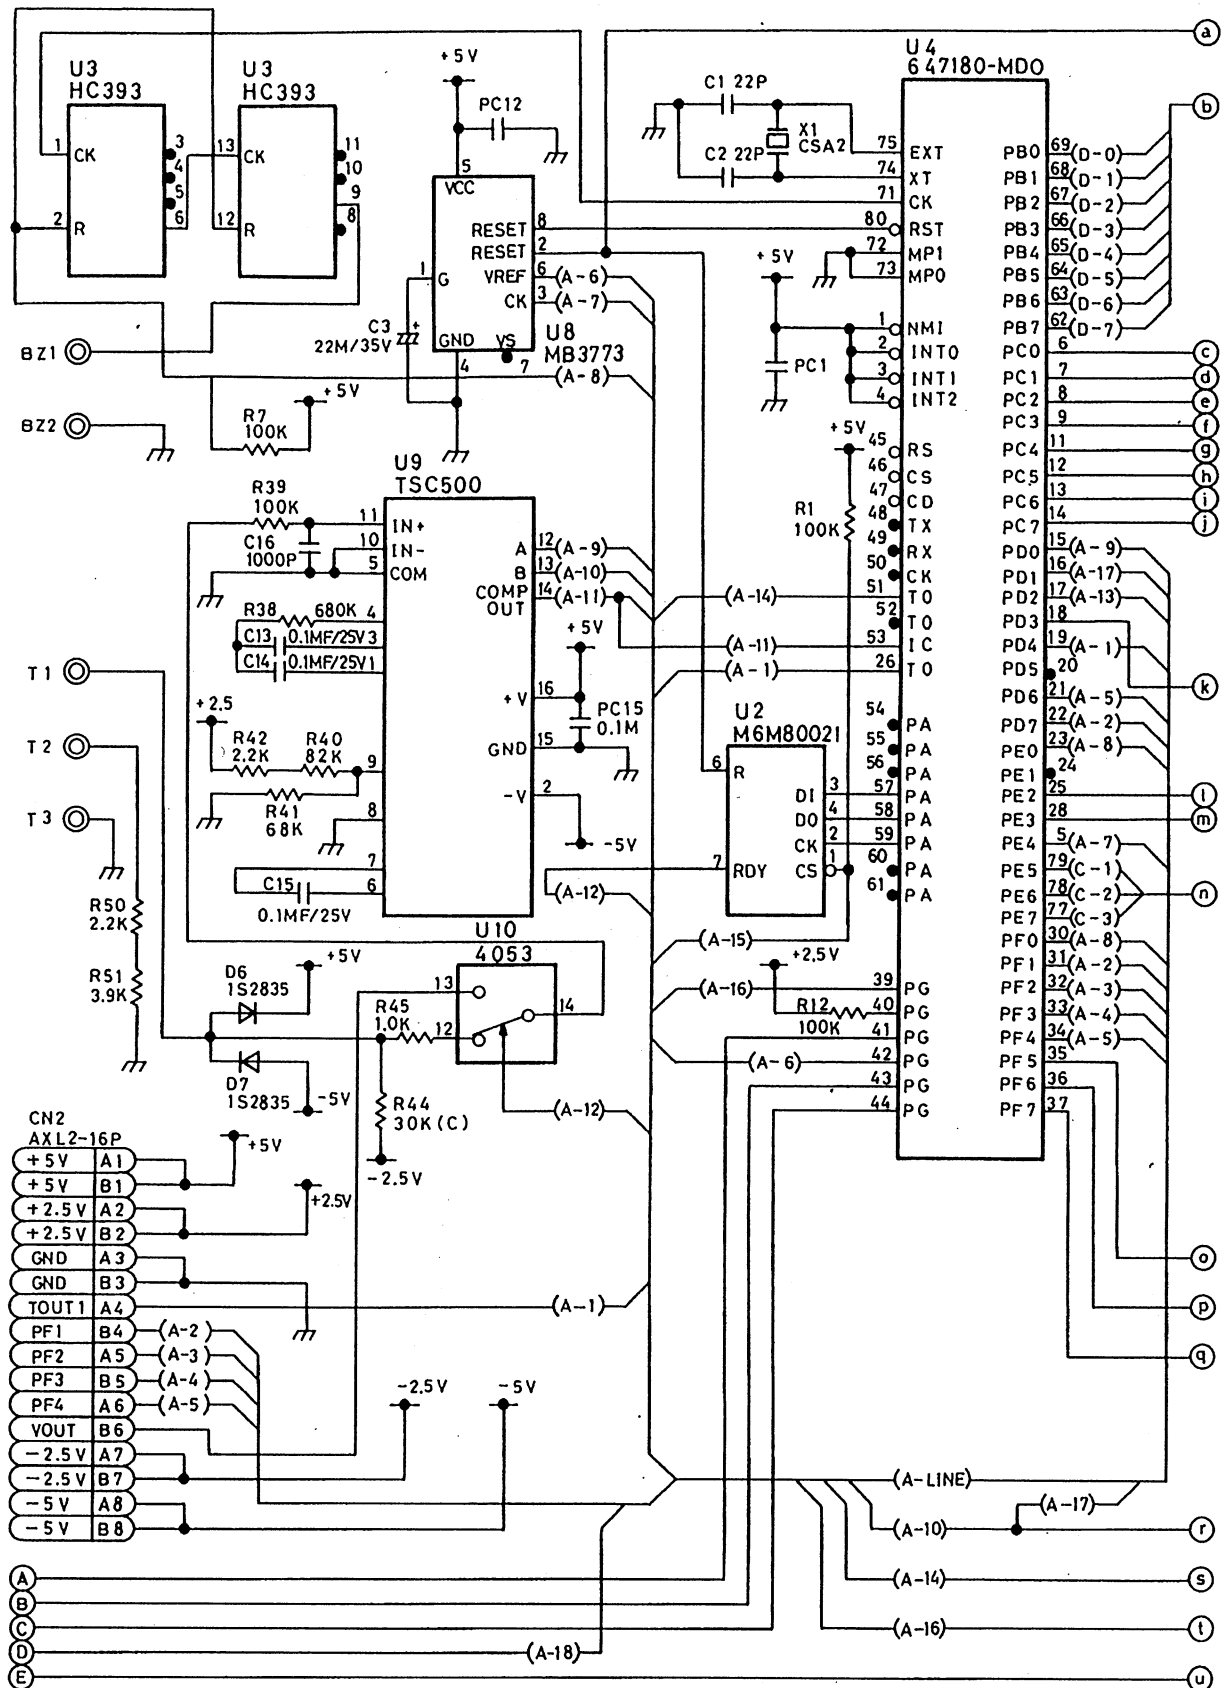 U3
HC393
1
CK
2
R
3
4
5
6
U3
HC393
13
CK
12
R
11
10
9
8
+5V
PC12
5
VCC
RESET 8
RESET 2
VREF 6 (A-6)
CK 3 (A-7)
1
G
C3
22M/35V
GND
4
VS
7
U8
MB3773
(A-8)
BZ1
BZ2
R7
100K
+5V
U4
647180-MDO
C1 22P
C2 22P
X1
CSA2
75 EXT
74 XT
71 CK
80 RST
72 MP1
73 MP0
+5V
PC1
1 NMI
2 INT0
3 INT1
4 INT2
+5V
R1
100K
45 RS
46 CS
47 CD
48 TX
49 RX
50 CK
51 TO
52 TO
53 IC
26 TO
(A-14)
(A-11)
(A-1)
54 PA
55 PA
56 PA
57 PA
58 PA
59 PA
60 PA
61 PA
39 PG
40 PG
41 PG
42 PG
43 PG
44 PG
PB0 69 (D-0)
PB1 68 (D-1)
PB2 67 (D-2)
PB3 66 (D-3)
PB4 65 (D-4)
PB5 64 (D-5)
PB6 63 (D-6)
PB7 62 (D-7)
PC0 6
PC1 7
PC2 8
PC3 9
PC4 11
PC5 12
PC6 13
PC7 14
PD0 15 (A-9)
PD1 16 (A-17)
PD2 17 (A-13)
PD3 18
PD4 19 (A-1)
PD5 20
PD6 21 (A-5)
PD7 22 (A-2)
PE0 23 (A-8)
PE1 24
PE2 25
PE3 28
PE4 5 (A-7)
PE5 79 (C-1)
PE6 78 (C-2)
PE7 77 (C-3)
PF0 30 (A-8)
PF1 31 (A-2)
PF2 32 (A-3)
PF3 33 (A-4)
PF4 34 (A-5)
PF5 35
PF6 36
PF7 37
a
b
c
d
e
f
g
h
i
j
k
l
m
n
o
p
q
r
s
t
u
U9
TSC500
R39
100K
C16
1000P
11 IN+
10 IN-
5 COM
R38 680K 4
C13 0.1MF/25V 3
C14 0.1MF/25V 1
A 12 (A-9)
B 13 (A-10)
COMP OUT 14 (A-11)
+5V
+V 16
PC15
0.1M
GND 15
-V 2
-5V
+2.5
R42
2.2K
R40
82K
9
R41
68K
8
7
C15
6
0.1MF/25V
T1
T2
T3
R50
2.2K
R51
3.9K
U2
M6M80021
6 R
DI 3
DO 4
CK 2
CS 1
7 RDY
(A-12)
(A-15)
+2.5V
(A-16)
R12
100K
(A-6)
U10
4053
13
12
14
(A-12)
D6
1S2835
+5V
D7
1S2835
-5V
R45
1.0K
R44
30K(C)
-2.5V
CN2
AXL2-16P
+5V A1
+5V B1
+2.5V A2
+2.5V B2
GND A3
GND B3
TOUT1 A4
PF1 B4 (A-2)
PF2 A5 (A-3)
PF3 B5 (A-4)
PF4 A6 (A-5)
VOUT B6
-2.5V A7
-2.5V B7
-5V A8
-5V B8
+5V
+2.5V
(A-1)
-2.5V
-5V
(A-LINE)
(A-17)
(A-10)
(A-14)
(A-16)
A
B
C
D
(A-18)
E